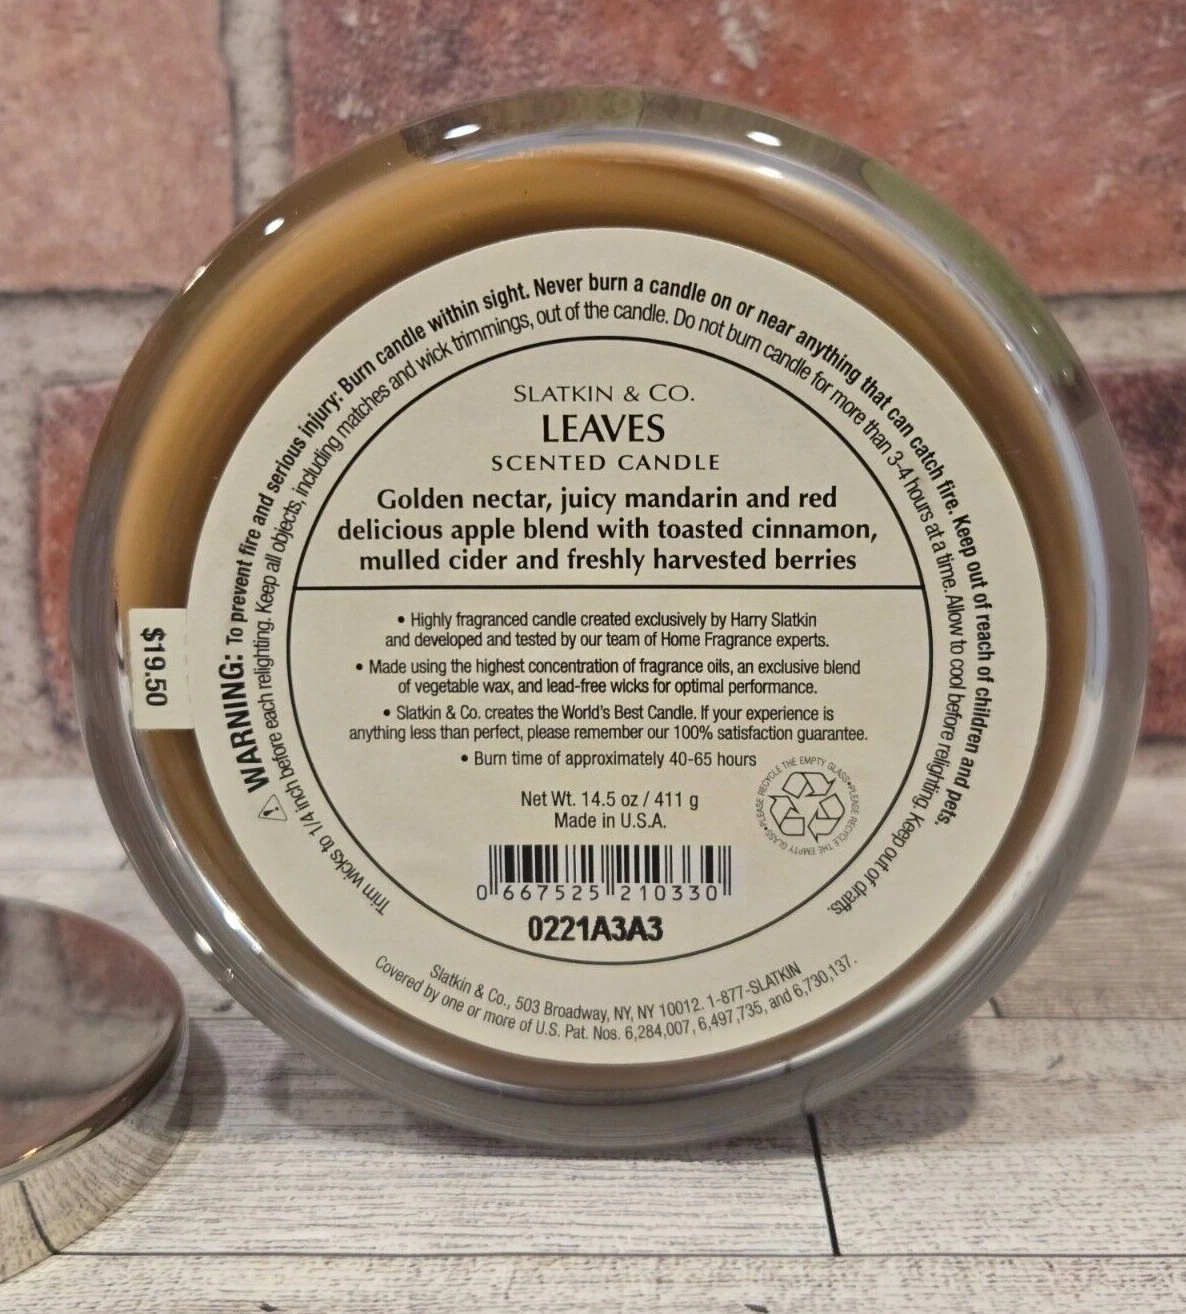 WARNING: To prevent fire and serious injury: Burn candle within sight. Never burn a candle on or near anything that can catch fire. Keep out of reach of children and pets.
Trim wicks to 1/4 inch before each relighting. Keep all objects, including matches and wick trimmings, out of the candle. Do not burn candle for more than 3-4 hours at a time. Allow to cool before relighting. Keep out of drafts.
SLATKIN & CO.
LEAVES
SCENTED CANDLE
Golden nectar, juicy mandarin and red
delicious apple blend with toasted cinnamon,
mulled cider and freshly harvested berries
• Highly fragranced candle created exclusively by Harry Slatkin
and developed and tested by our team of Home Fragrance experts.
• Made using the highest concentration of fragrance oils, an exclusive blend
of vegetable wax, and lead-free wicks for optimal performance.
• Slatkin & Co. creates the World's Best Candle. If your experience is
anything less than perfect, please remember our 100% satisfaction guarantee.
• Burn time of approximately 40-65 hours
PLEASE RECYCLE THE EMPTY GLASS•PLEASE RECYCLE THE EMPTY GLASS•
Net Wt. 14.5 oz / 411 g
Made in U.S.A.
0 667525 210330
0221A3A3
Slatkin & Co., 503 Broadway, NY, NY 10012. 1-877-SLATKIN
Covered by one or more of U.S. Pat. Nos. 6,284,007, 6,497,735, and 6,730,137.
$19.50